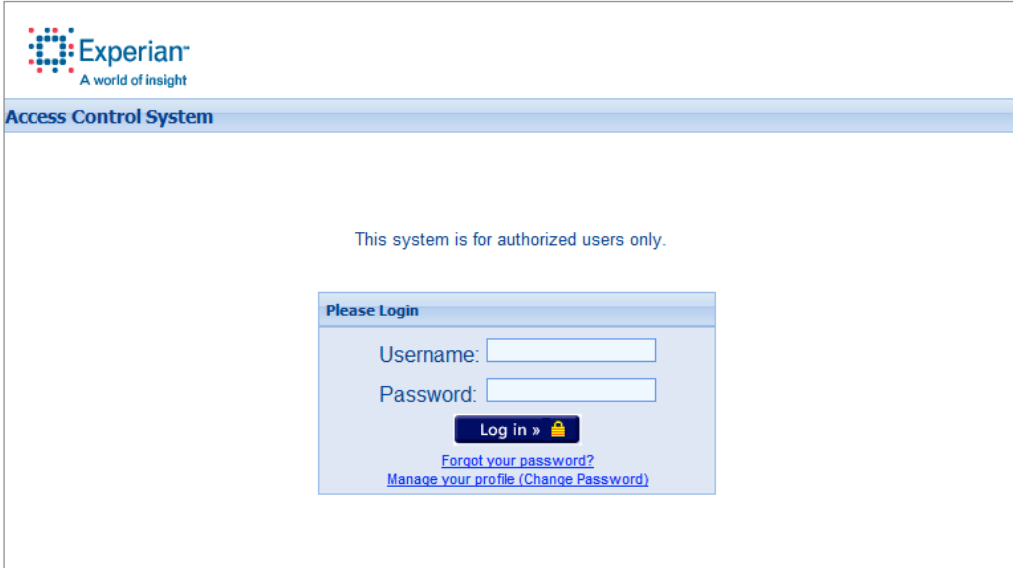 Experian™
A world of insight
Access Control System
This system is for authorized users only.
Please Login
Username:
Password:
Log in »
Forgot your password?
Manage your profile (Change Password)